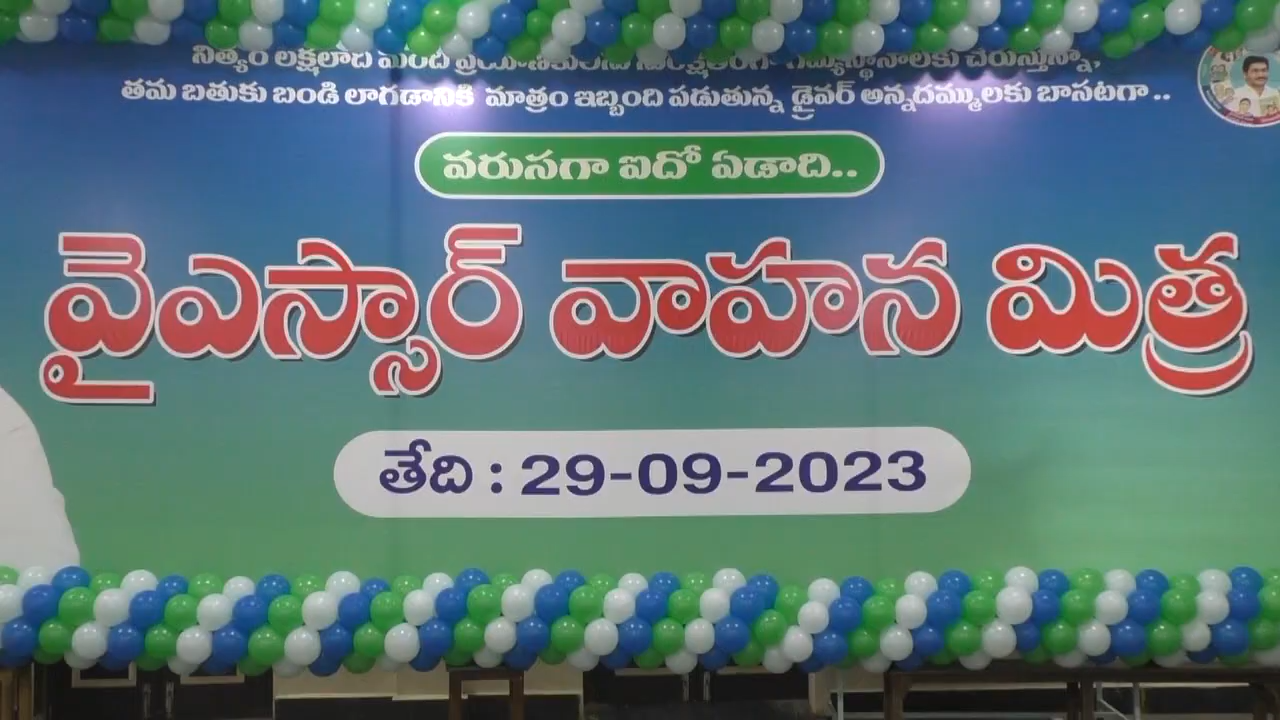 నిత్యం లక్షలాది మంది ప్రయాణికులను సురక్షితంగా గమ్యస్థానాలకు చేరుస్తున్నా,
తమ బతుకు బండి లాగడానికి మాత్రం ఇబ్బంది పడుతున్న డ్రైవర్ అన్నదమ్ములకు బాసటగా ..
వరుసగా ఐదో ఏడాది..
వైఎస్సార్ వాహన మిత్ర
తేది : 29-09-2023